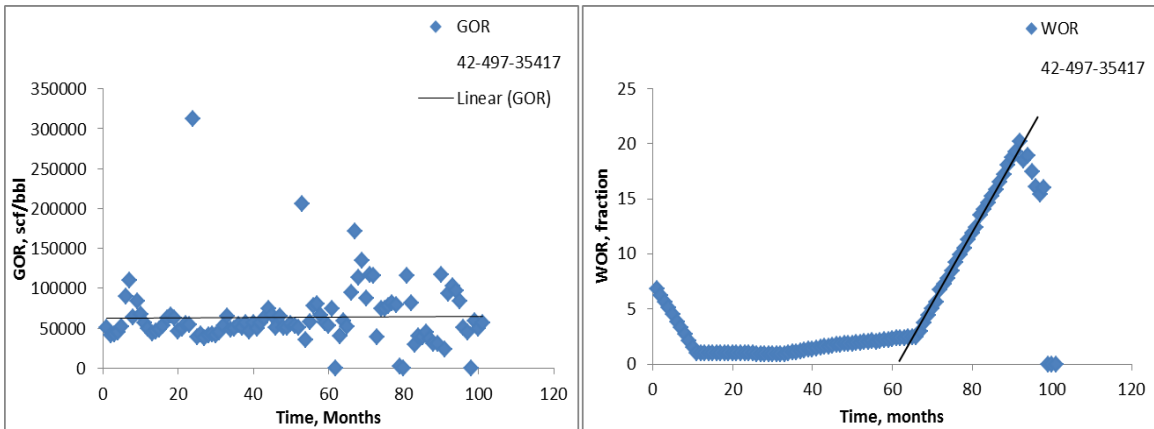 GOR
42-497-35417
Linear (GOR)
350000
300000
250000
200000
150000
100000
50000
0
GOR, scf/bbl
0 20 40 60 80 100 120
Time, Months
WOR
42-497-35417
25
20
15
10
5
0
WOR, fraction
0 20 40 60 80 100 120
Time, months